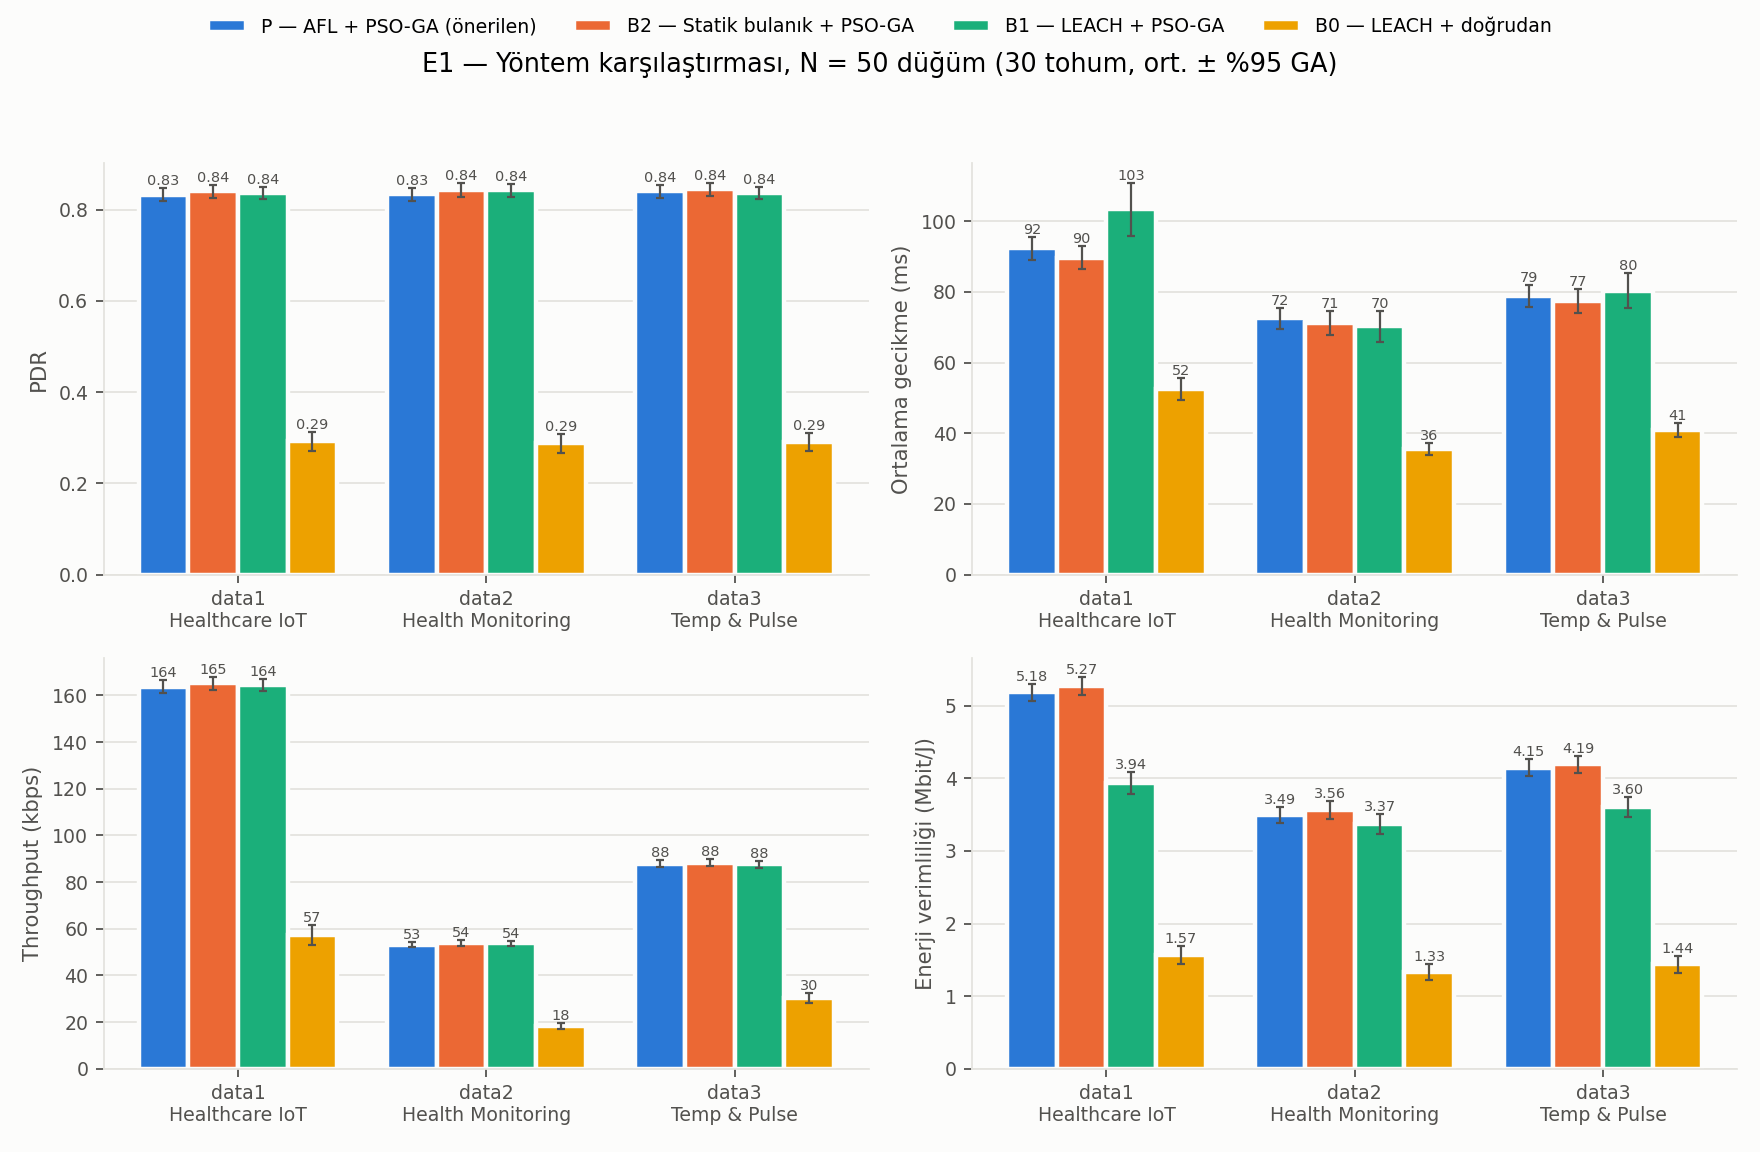 P — AFL + PSO-GA (önerilen) B2 — Statik bulanık + PSO-GA B1 — LEACH + PSO-GA B0 — LEACH + doğrudan
E1 — Yöntem karşılaştırması, N = 50 düğüm (30 tohum, ort. ± %95 GA)
PDR
0.8
0.6
0.4
0.2
0.0
0.83 0.84 0.84 0.29
0.83 0.84 0.84 0.29
0.84 0.84 0.84 0.29
data1 data2 data3
Healthcare IoT Health Monitoring Temp & Pulse
Ortalama gecikme (ms)
100
80
60
40
20
0
92 90 103 52
72 71 70 36
79 77 80 41
data1 data2 data3
Healthcare IoT Health Monitoring Temp & Pulse
Throughput (kbps)
160
140
120
100
80
60
40
20
0
164 165 164 57
53 54 54 18
88 88 88 30
data1 data2 data3
Healthcare IoT Health Monitoring Temp & Pulse
Enerji verimliliği (Mbit/J)
5
4
3
2
1
0
5.18 5.27 3.94 1.57
3.49 3.56 3.37 1.33
4.15 4.19 3.60 1.44
data1 data2 data3
Healthcare IoT Health Monitoring Temp & Pulse